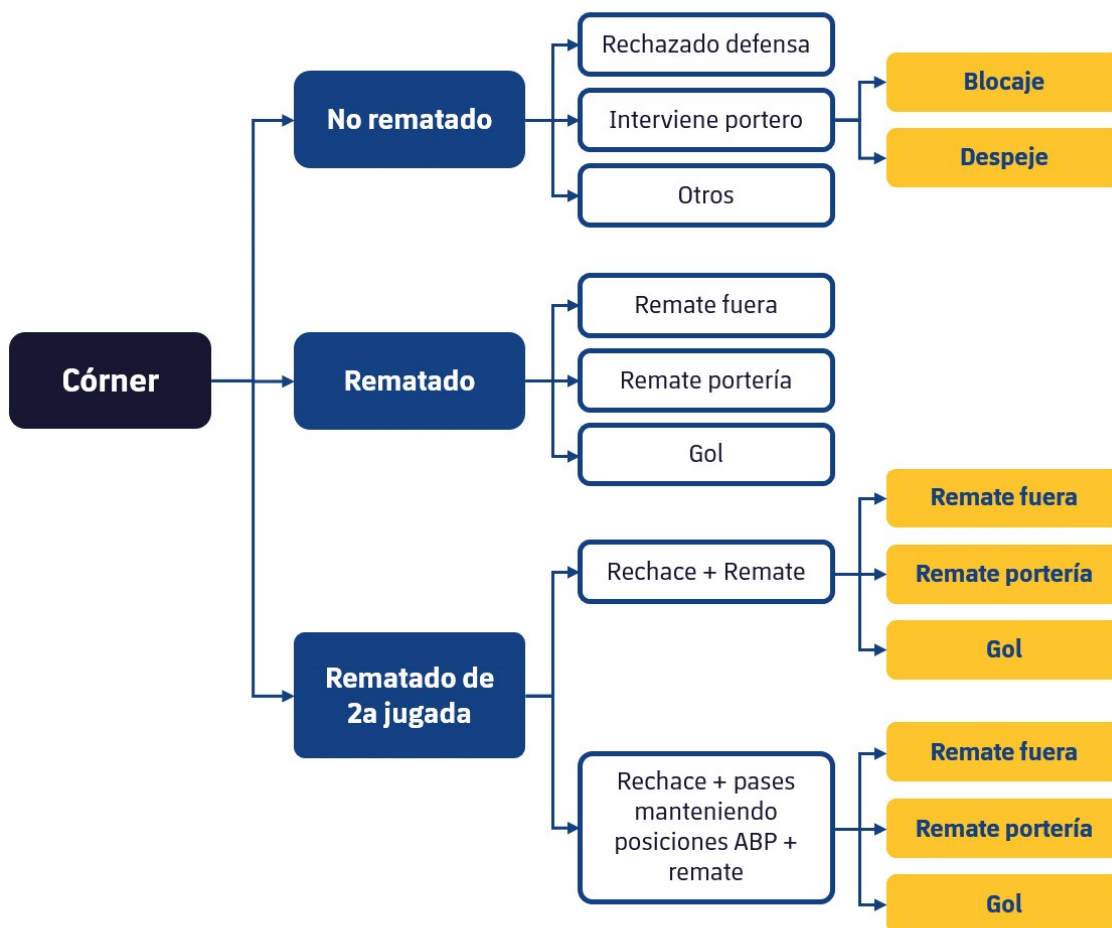 Córner
No rematado
Rechazado defensa
Interviene portero
Blocaje
Despeje
Otros
Rematado
Remate fuera
Remate portería
Gol
Rematado de
2a jugada
Rechace + Remate
Remate fuera
Remate portería
Gol
Rechace + pases
manteniendo
posiciones ABP +
remate
Remate fuera
Remate portería
Gol